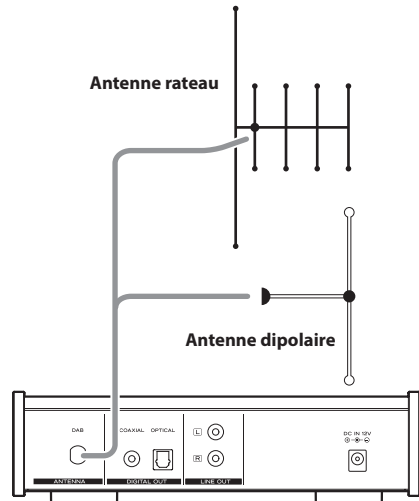 Antenne rateau
Antenne dipolaire
DAB
COAXIAL OPTICAL
L
R
DC IN 12V
ANTENNA
DIGITAL OUT
LINE OUT